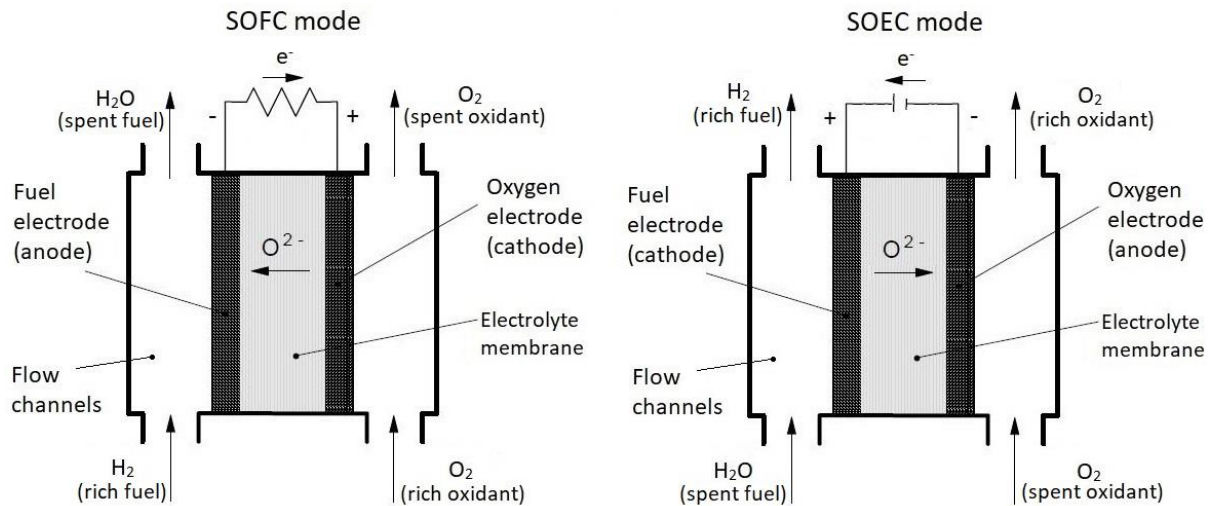 SOFC mode
e-
H2O
(spent fuel)
-
+
O2
(spent oxidant)
Fuel
electrode
(anode)
O 2 -
Oxygen
electrode
(cathode)
Electrolyte
membrane
Flow
channels
H2
(rich fuel)
O2
(rich oxidant)
SOEC mode
e-
H2
(rich fuel)
+
-
O2
(rich oxidant)
Fuel
electrode
(cathode)
O 2 -
Oxygen
electrode
(anode)
Electrolyte
membrane
Flow
channels
H2O
(spent fuel)
O2
(spent oxidant)